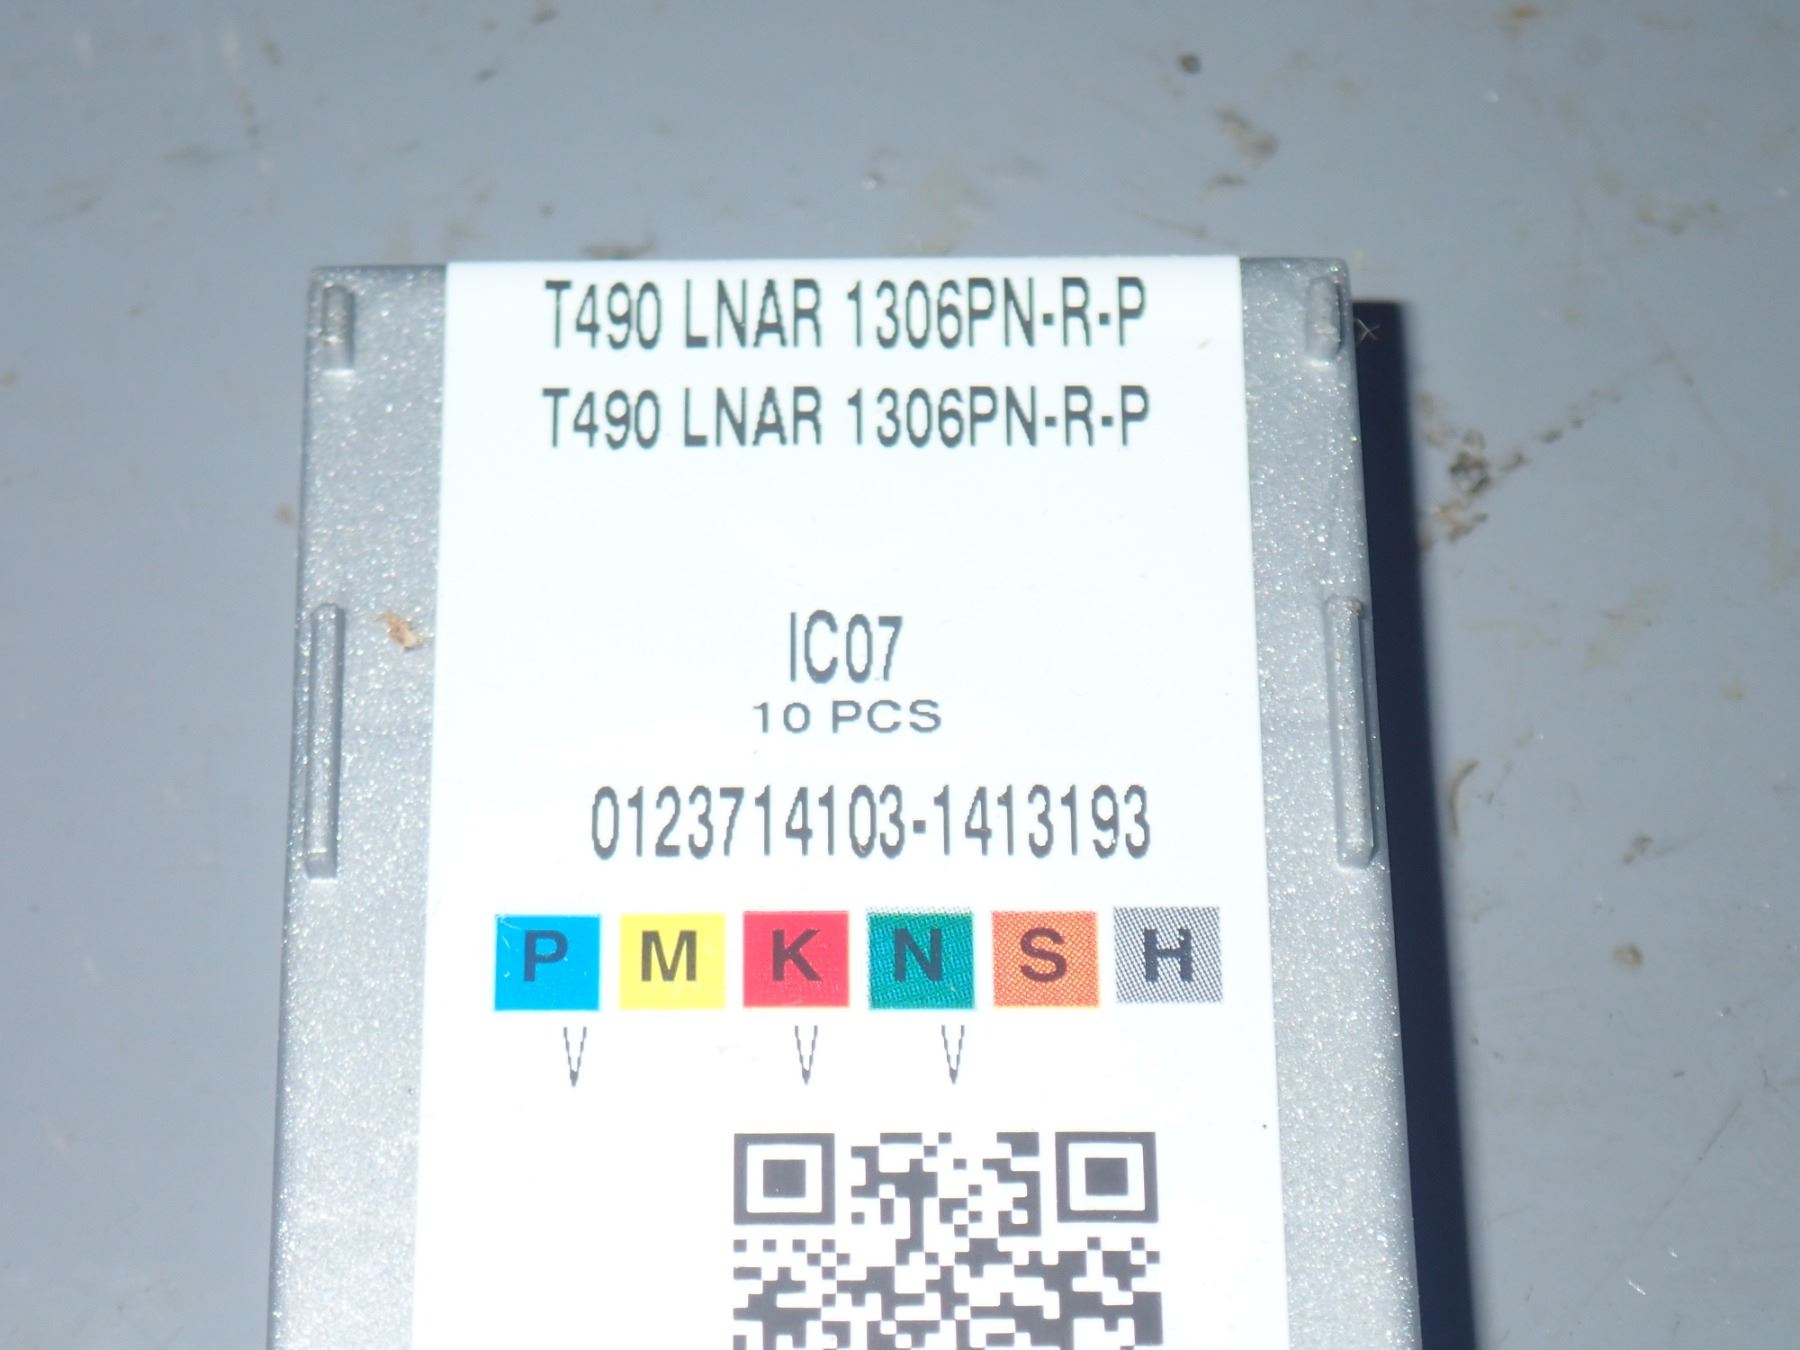 T490 LNAR 1306PN-R-P
T490 LNAR 1306PN-R-P
IC07
10 PCS
0123714103-1413193
P M K N S H